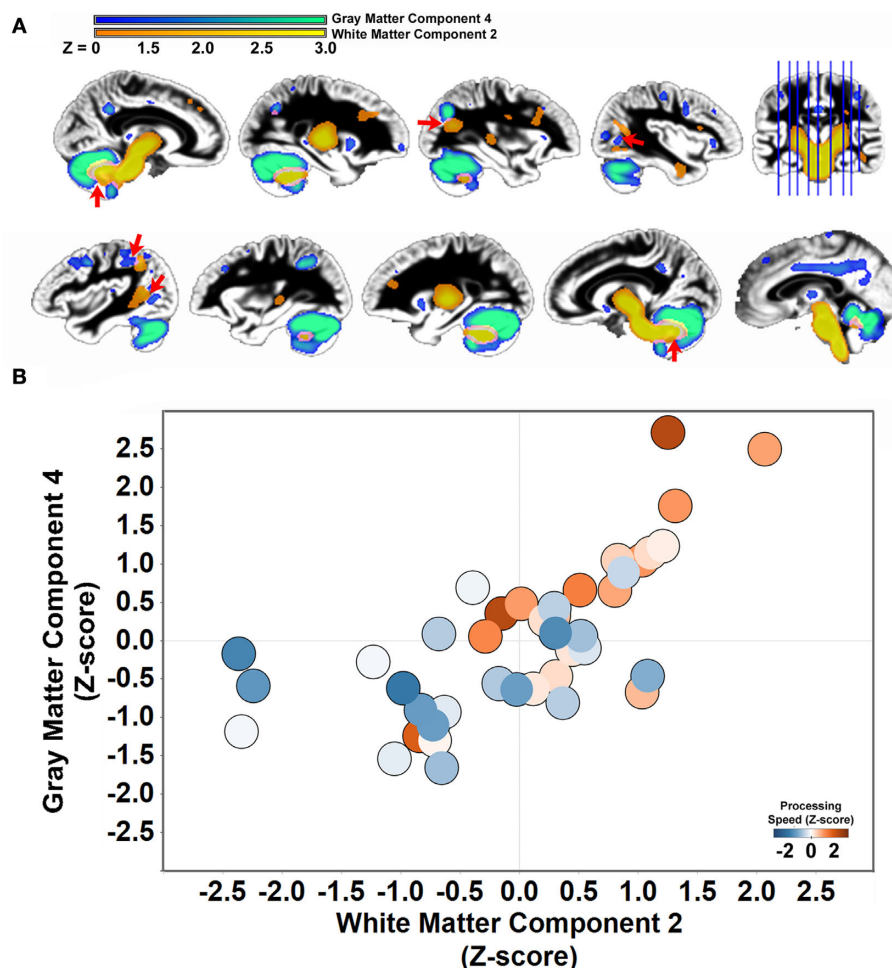 A
Gray Matter Component 4
White Matter Component 2
Z = 0 1.5 2.0 2.5 3.0
B
Gray Matter Component 4
(Z-score)
2.5
2.0
1.5
1.0
0.5
0.0
-0.5
-1.0
-1.5
-2.0
-2.5
Processing
Speed (Z-score)
-2 0 2
-2.5 -2.0 -1.5 -1.0 -0.5 0.0 0.5 1.0 1.5 2.0 2.5
White Matter Component 2
(Z-score)